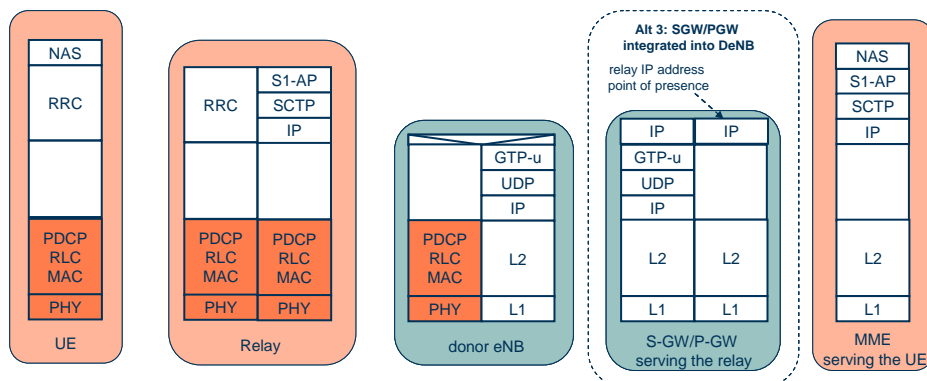 NAS
RRC
PDCP
RLC
MAC
PHY
UE
RRC
S1-AP
SCTP
IP
PDCP
RLC
MAC
PDCP
RLC
MAC
PHY
PHY
Relay
GTP-u
UDP
IP
PDCP
RLC
MAC
L2
PHY
L1
donor eNB
Alt 3: SGW/PGW
integrated into DeNB
relay IP address
point of presence
IP
IP
GTP-u
UDP
IP
L2
L2
L1
L1
S-GW/P-GW
serving the relay
NAS
S1-AP
SCTP
IP
L2
L1
MME
serving the UE